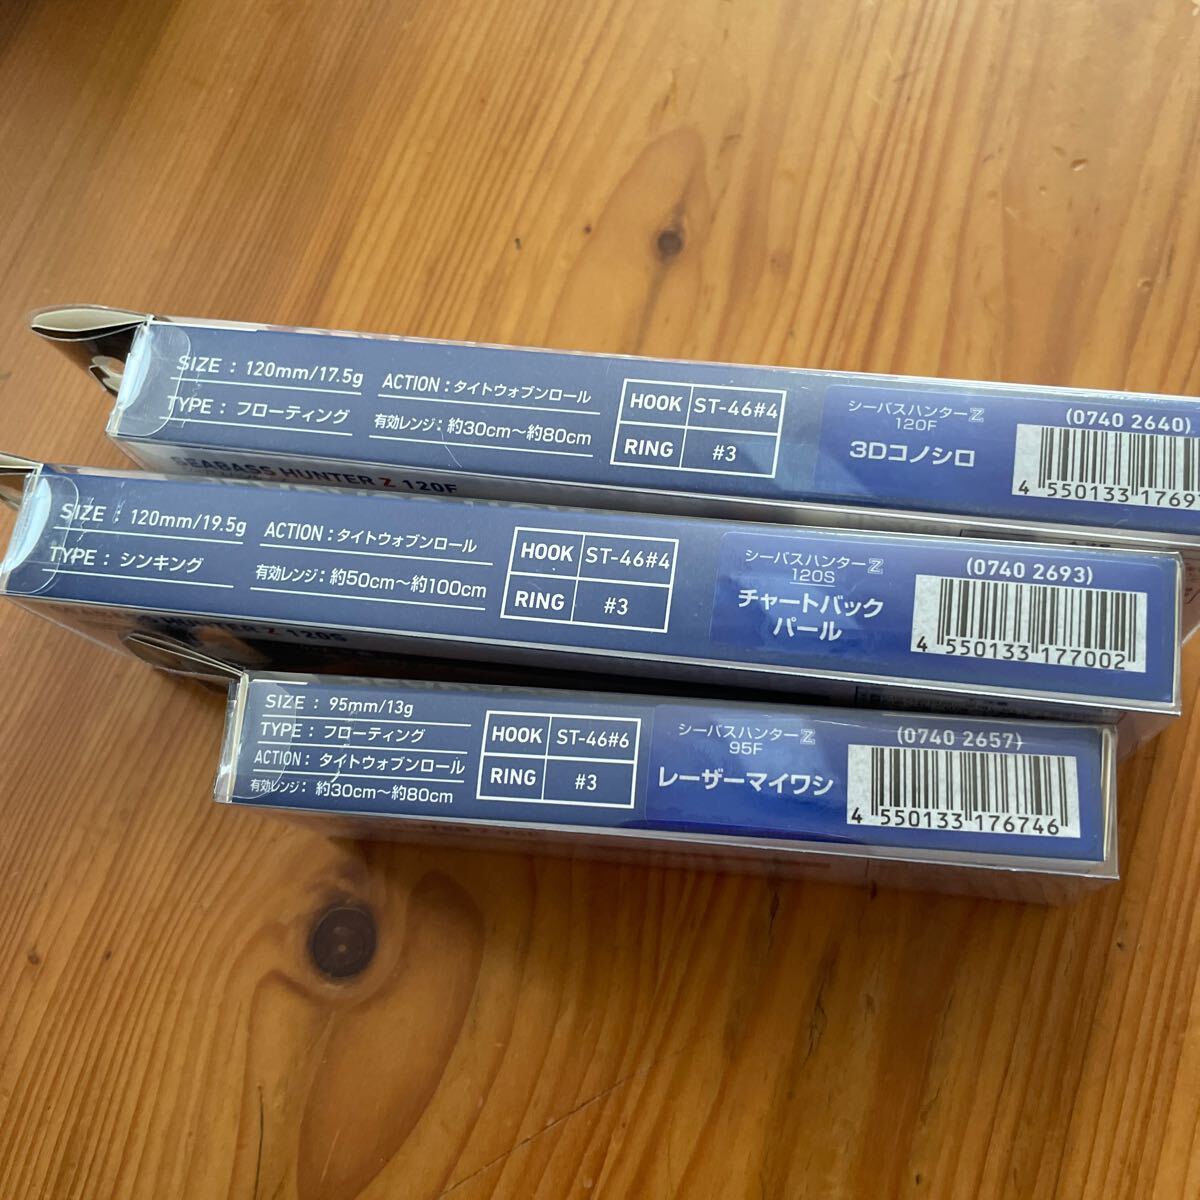 SIZE : 120mm/17.5g
TYPE : フローティング
ACTION : タイトウォブンロール
有効レンジ : 約30cm〜約80cm
HOOK ST-46#4
RING #3
シーバスハンターZ
120F
3Dコノシロ
(0740 2640)
4 550133 1769
SEABASS HUNTER Z 120F
SIZE : 120mm/19.5g
TYPE : シンキング
ACTION : タイトウォブンロール
有効レンジ : 約50cm〜約100cm
HOOK ST-46#4
RING #3
シーバスハンターZ
120S
チャートバック
パール
(0740 2693)
4 550133 177002
HUNTER Z 120S
SIZE : 95mm/13g
TYPE : フローティング
ACTION : タイトウォブンロール
有効レンジ : 約30cm〜約80cm
HOOK ST-46#6
RING #3
シーバスハンターZ
95F
レーザーマイワシ
(0740 2657)
4 550133 176746